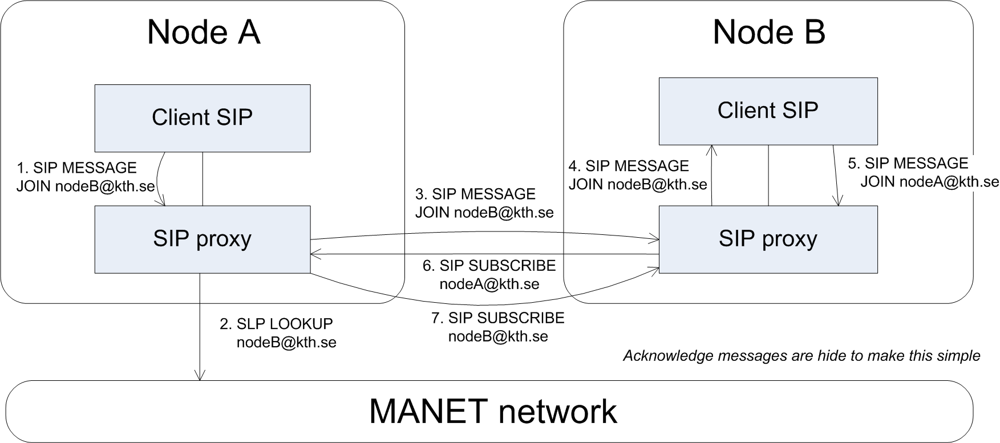 Node A
Node B
Client SIP
Client SIP
1. SIP MESSAGE
JOIN nodeB@kth.se
4. SIP MESSAGE
JOIN nodeB@kth.se
5. SIP MESSAGE
JOIN nodeA@kth.se
3. SIP MESSAGE
JOIN nodeB@kth.se
SIP proxy
SIP proxy
6. SIP SUBSCRIBE
nodeA@kth.se
7. SIP SUBSCRIBE
nodeB@kth.se
2. SLP LOOKUP
nodeB@kth.se
Acknowledge messages are hide to make this simple
MANET network